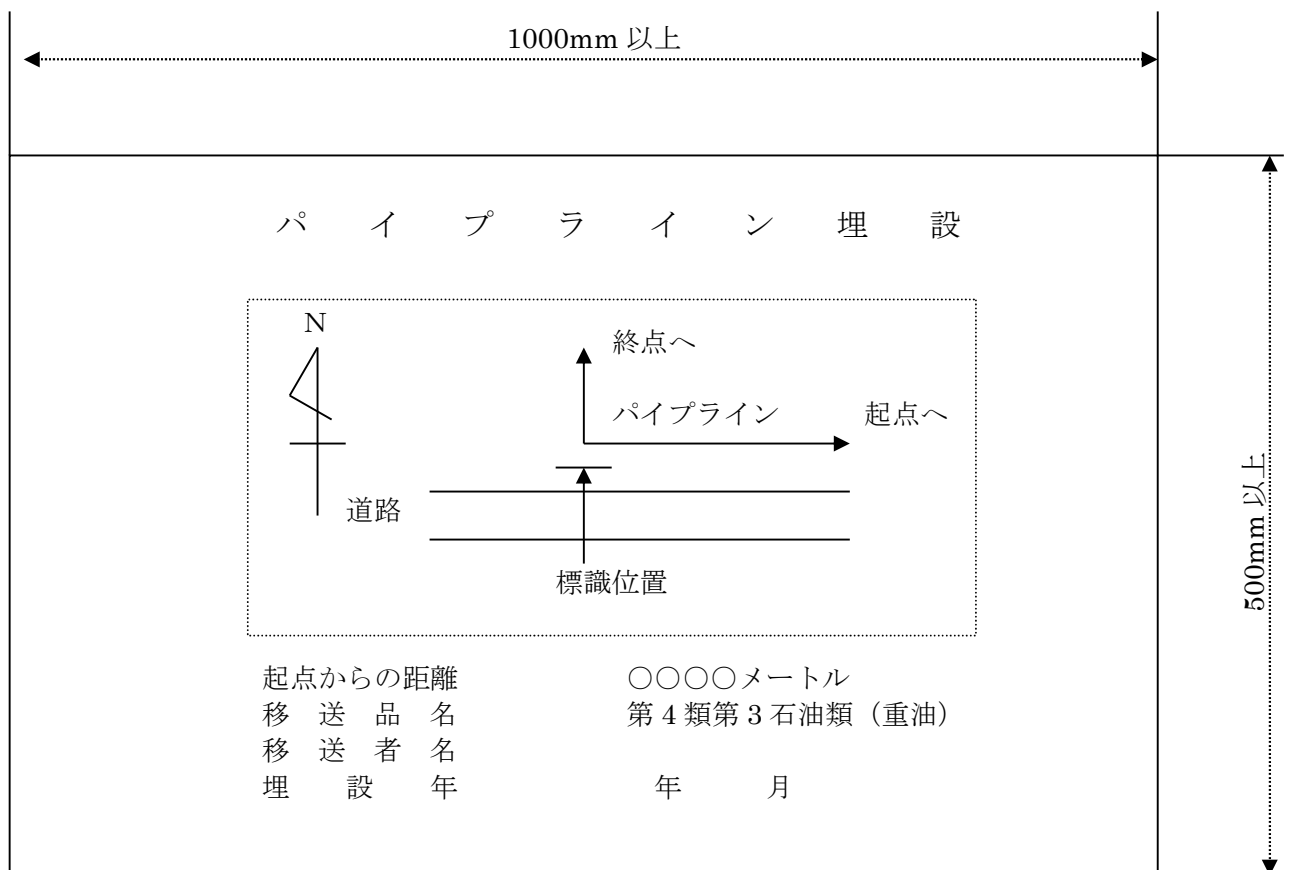 1000mm 以上
パイプライン埋設
N
終点へ
パイプライン 起点へ
道路
標識位置
500mm 以上
起点からの距離 ○○○○メートル
移送品名 第4類第3石油類（重油）
移送者名
埋設年 年 月